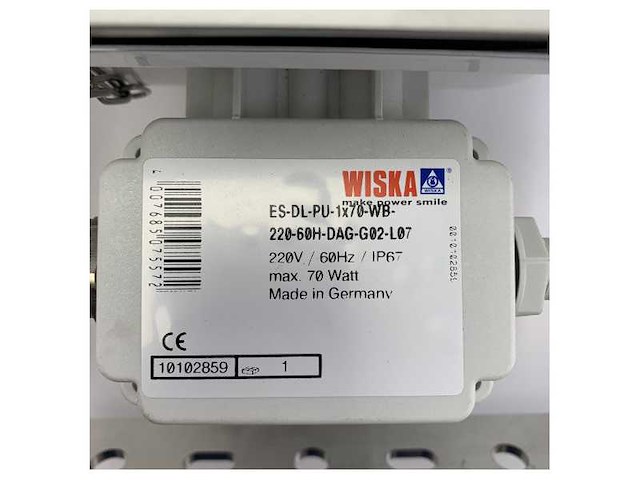 WISKA
make power smile
ES-DL-PU-1x70-WB-
220-60H-DAG-G02-L07
220V / 60Hz / IP67
max. 70 Watt
Made in Germany
CE
10102859 1